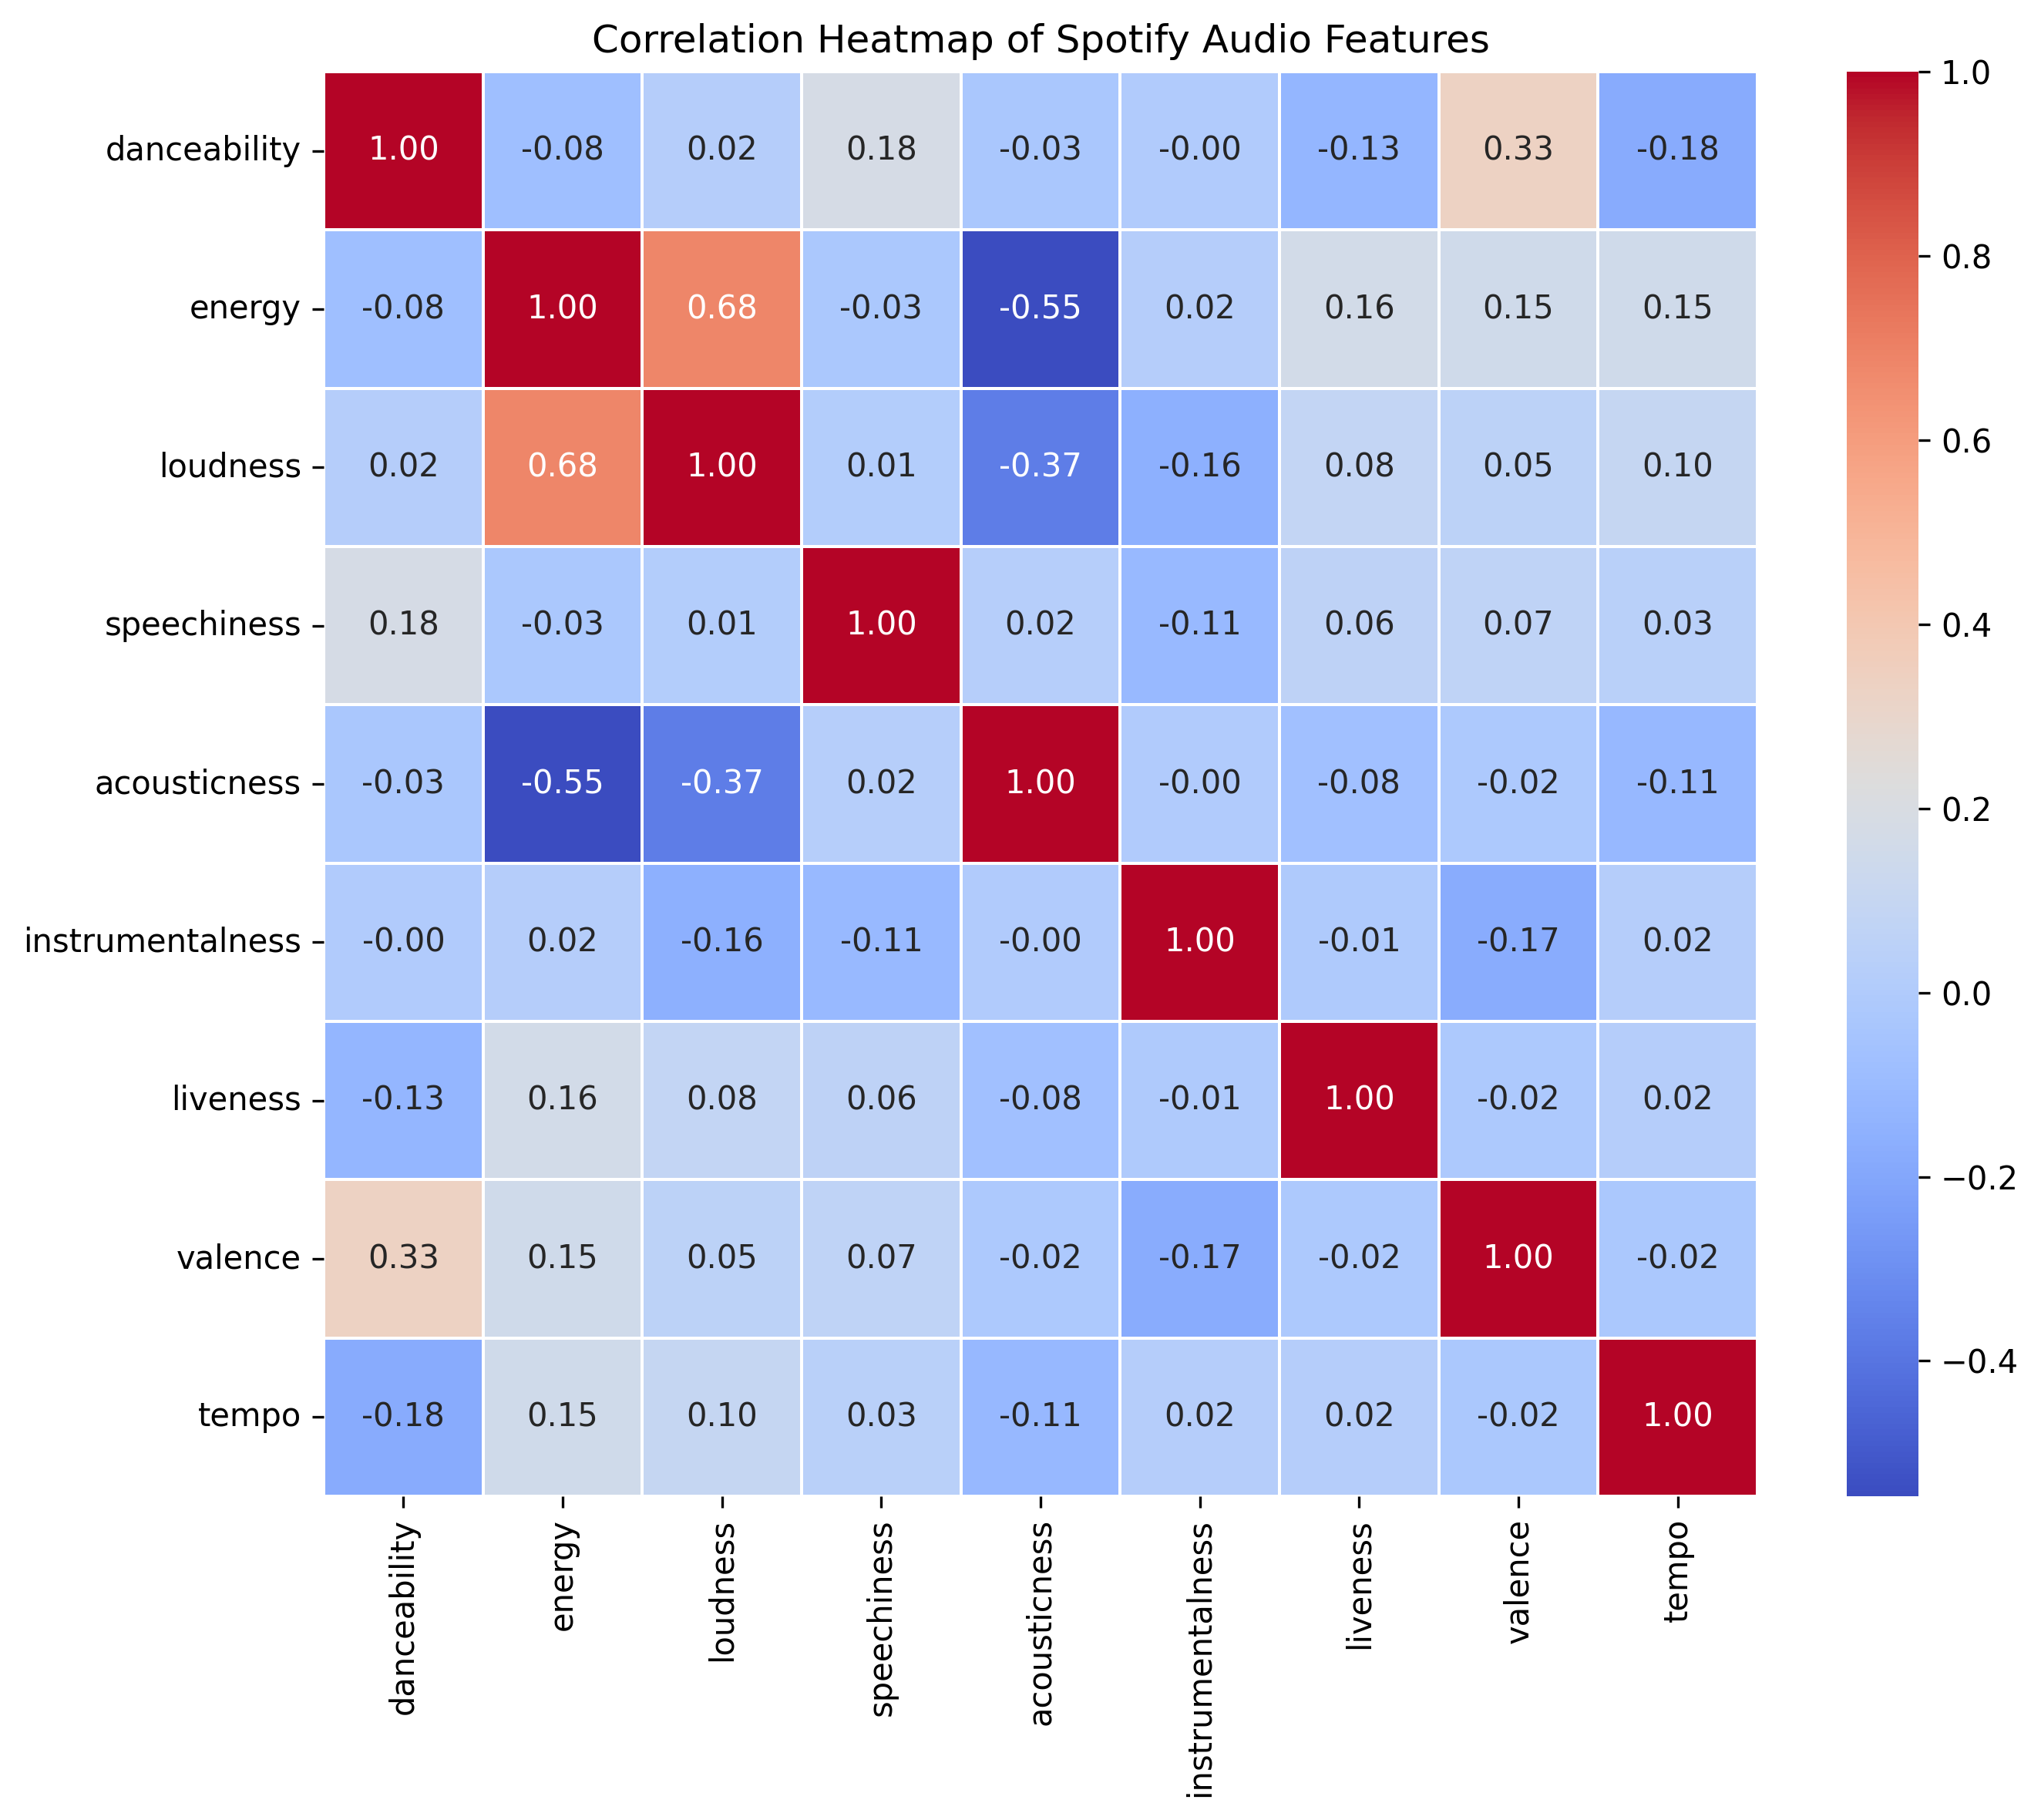 Correlation Heatmap of Spotify Audio Features
danceability 1.00 -0.08 0.02 0.18 -0.03 -0.00 -0.13 0.33 -0.18
energy -0.08 1.00 0.68 -0.03 -0.55 0.02 0.16 0.15 0.15
loudness 0.02 0.68 1.00 0.01 -0.37 -0.16 0.08 0.05 0.10
speechiness 0.18 -0.03 0.01 1.00 0.02 -0.11 0.06 0.07 0.03
acousticness -0.03 -0.55 -0.37 0.02 1.00 -0.00 -0.08 -0.02 -0.11
instrumentalness -0.00 0.02 -0.16 -0.11 -0.00 1.00 -0.01 -0.17 0.02
liveness -0.13 0.16 0.08 0.06 -0.08 -0.01 1.00 -0.02 0.02
valence 0.33 0.15 0.05 0.07 -0.02 -0.17 -0.02 1.00 -0.02
tempo -0.18 0.15 0.10 0.03 -0.11 0.02 0.02 -0.02 1.00
danceability
energy
loudness
speechiness
acousticness
instrumentalness
liveness
valence
tempo
1.0
0.8
0.6
0.4
0.2
0.0
−0.2
−0.4